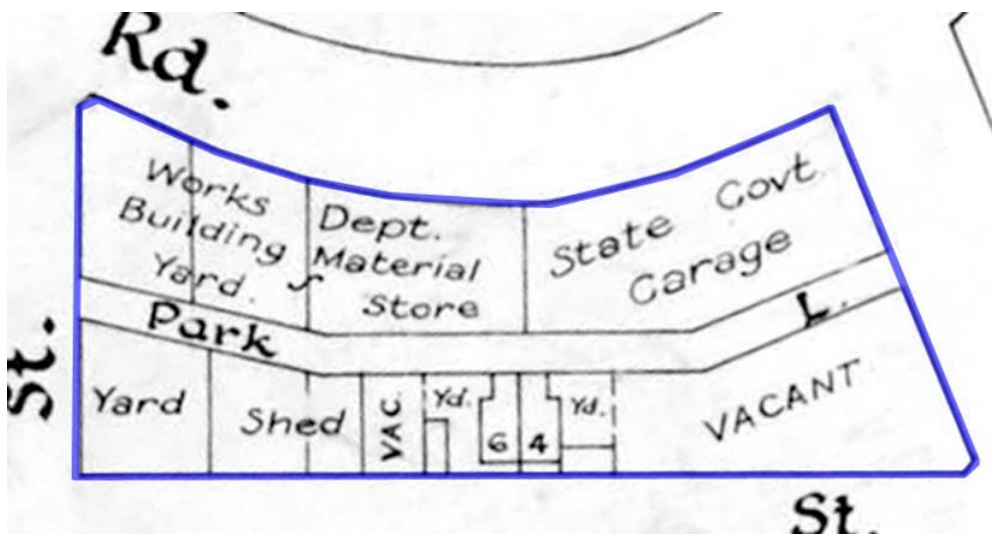 Rd.
Works
Building
Yard.
Dept.
Material
Store
State Govt.
Garage
Park L.
St.
Yard
Shed
VAC.
Yd.
6
4
Yd.
VACANT
St.